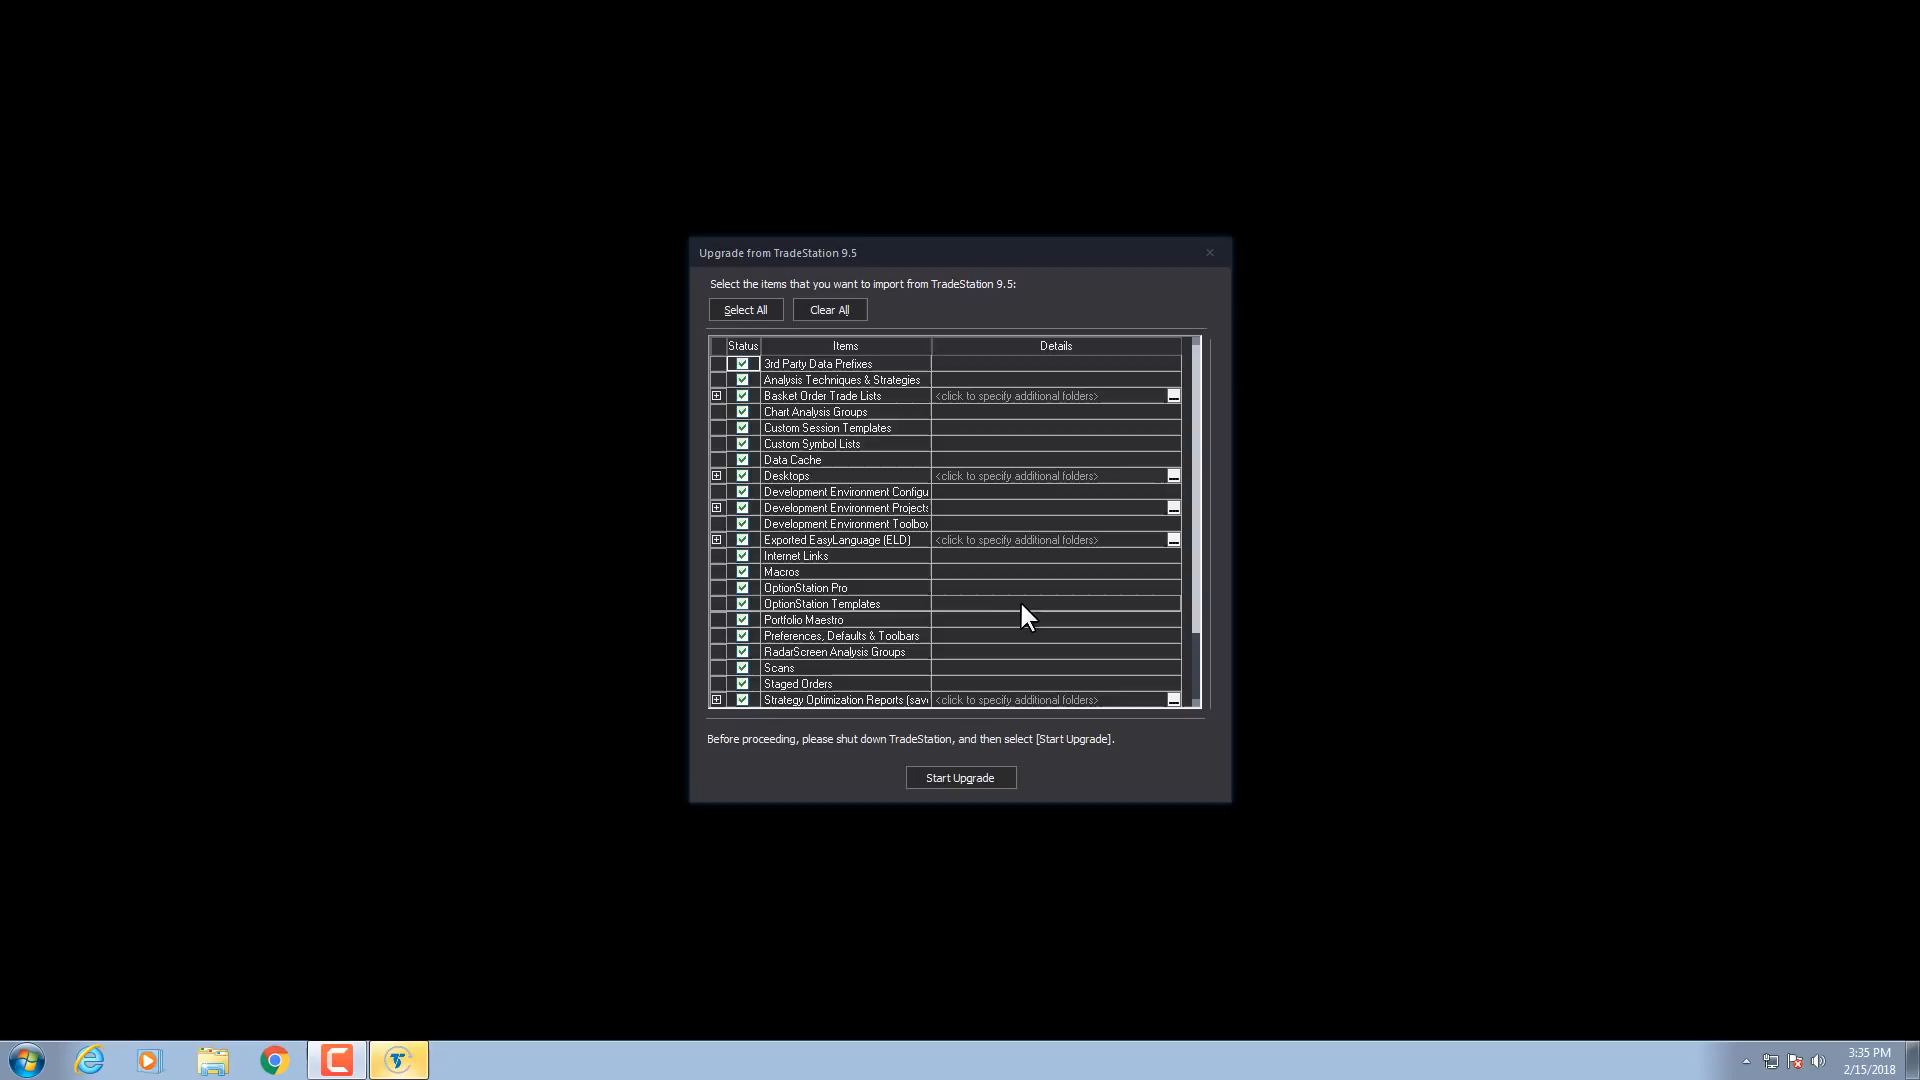 Upgrade from TradeStation 9.5
Select the items that you want to import from TradeStation 9.5:
Select All Clear All
Status Items Details
3rd Party Data Prefixes
Analysis Techniques & Strategies
Basket Order Trade Lists <click to specify additional folders>
Chart Analysis Groups
Custom Session Templates
Custom Symbol Lists
Data Cache
Desktops <click to specify additional folders>
Development Environment Configu
Development Environment Projects
Development Environment Toolbox
Exported EasyLanguage (ELD) <click to specify additional folders>
Internet Links
Macros
OptionStation Pro
OptionStation Templates
Portfolio Maestro
Preferences, Defaults & Toolbars
RadarScreen Analysis Groups
Scans
Staged Orders
Strategy Optimization Reports (save <click to specify additional folders>
Before proceeding, please shut down TradeStation, and then select [Start Upgrade].
Start Upgrade
3:35 PM
2/15/2018